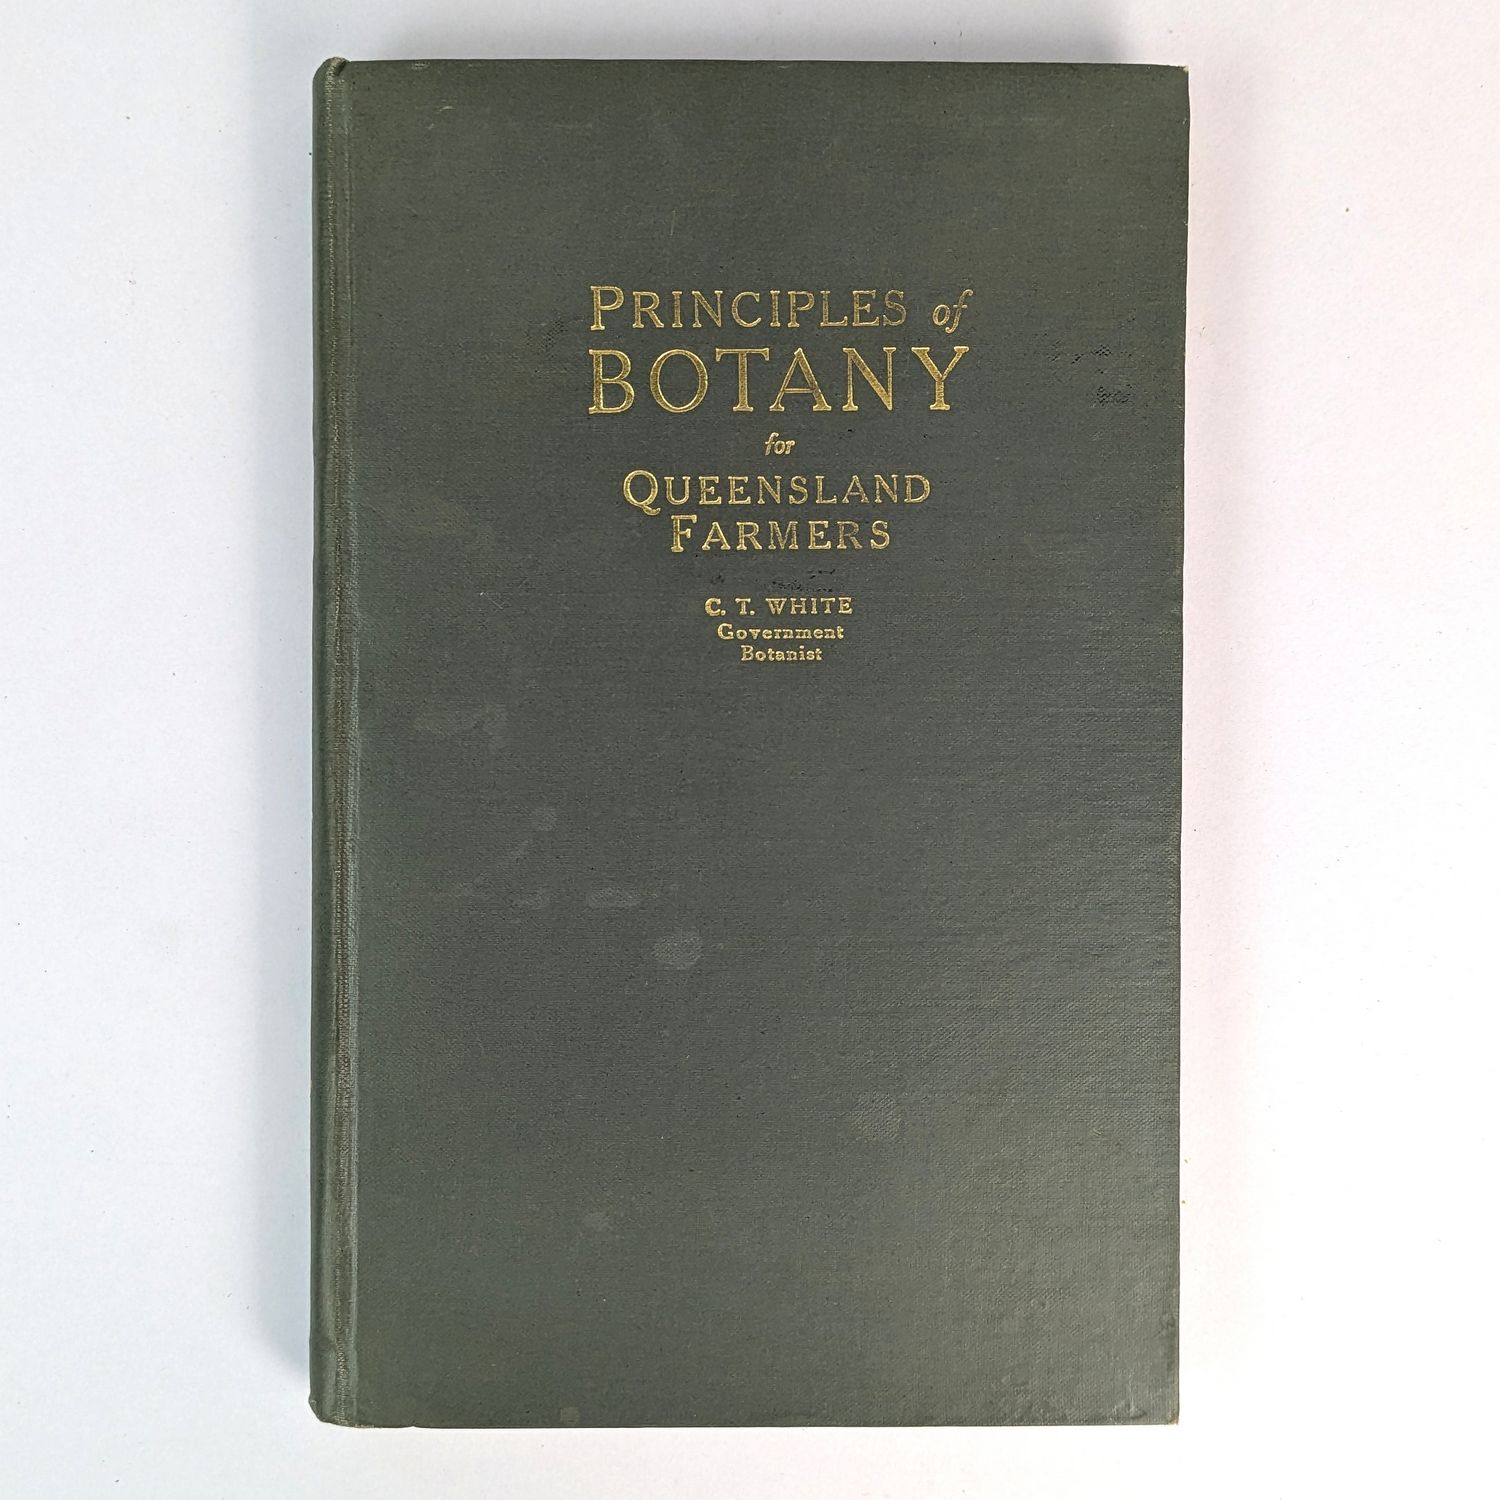 PRINCIPLES of
BOTANY
for
QUEENSLAND
FARMERS
C. T. WHITE
Government
Botanist